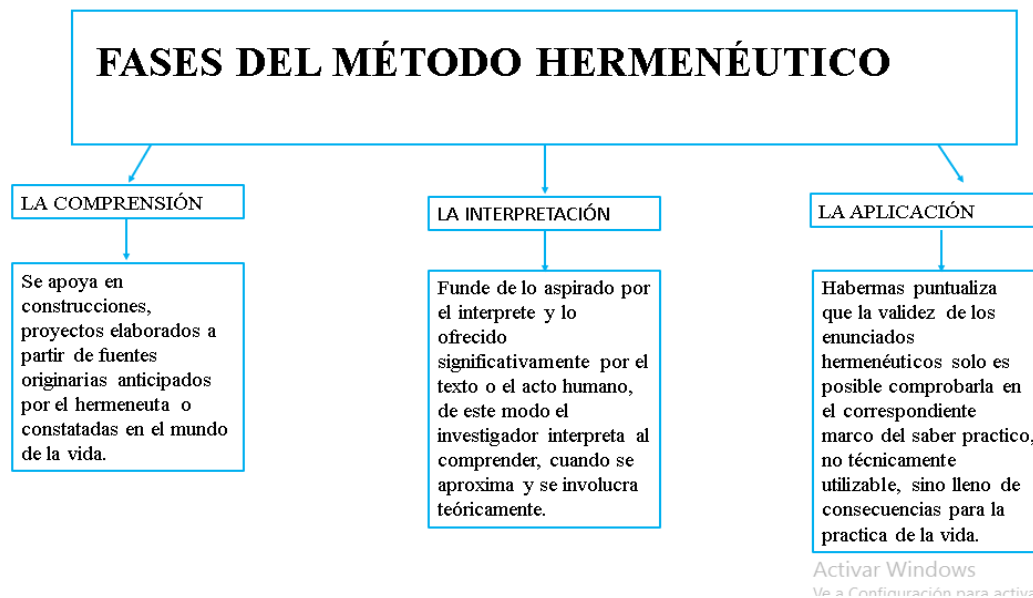 FASES DEL MÉTODO HERMENÉUTICO
LA COMPRENSIÓN
Se apoya en
construcciones,
proyectos elaborados a
partir de fuentes
originarias anticipados
por el hermeneuta o
constatadas en el mundo
de la vida.
LA INTERPRETACIÓN
Funde de lo aspirado por
el interprete y lo
ofrecido
significativamente por el
texto o el acto humano,
de este modo el
investigador interpreta al
comprender, cuando se
aproxima y se involucra
teóricamente.
LA APLICACIÓN
Habermas puntualiza
que la validez de los
enunciados
hermenéuticos solo es
posible comprobarla en
el correspondiente
marco del saber practico,
no técnicamente
utilizable, sino lleno de
consecuencias para la
practica de la vida.
Activar Windows
Ve a Configuración para activa